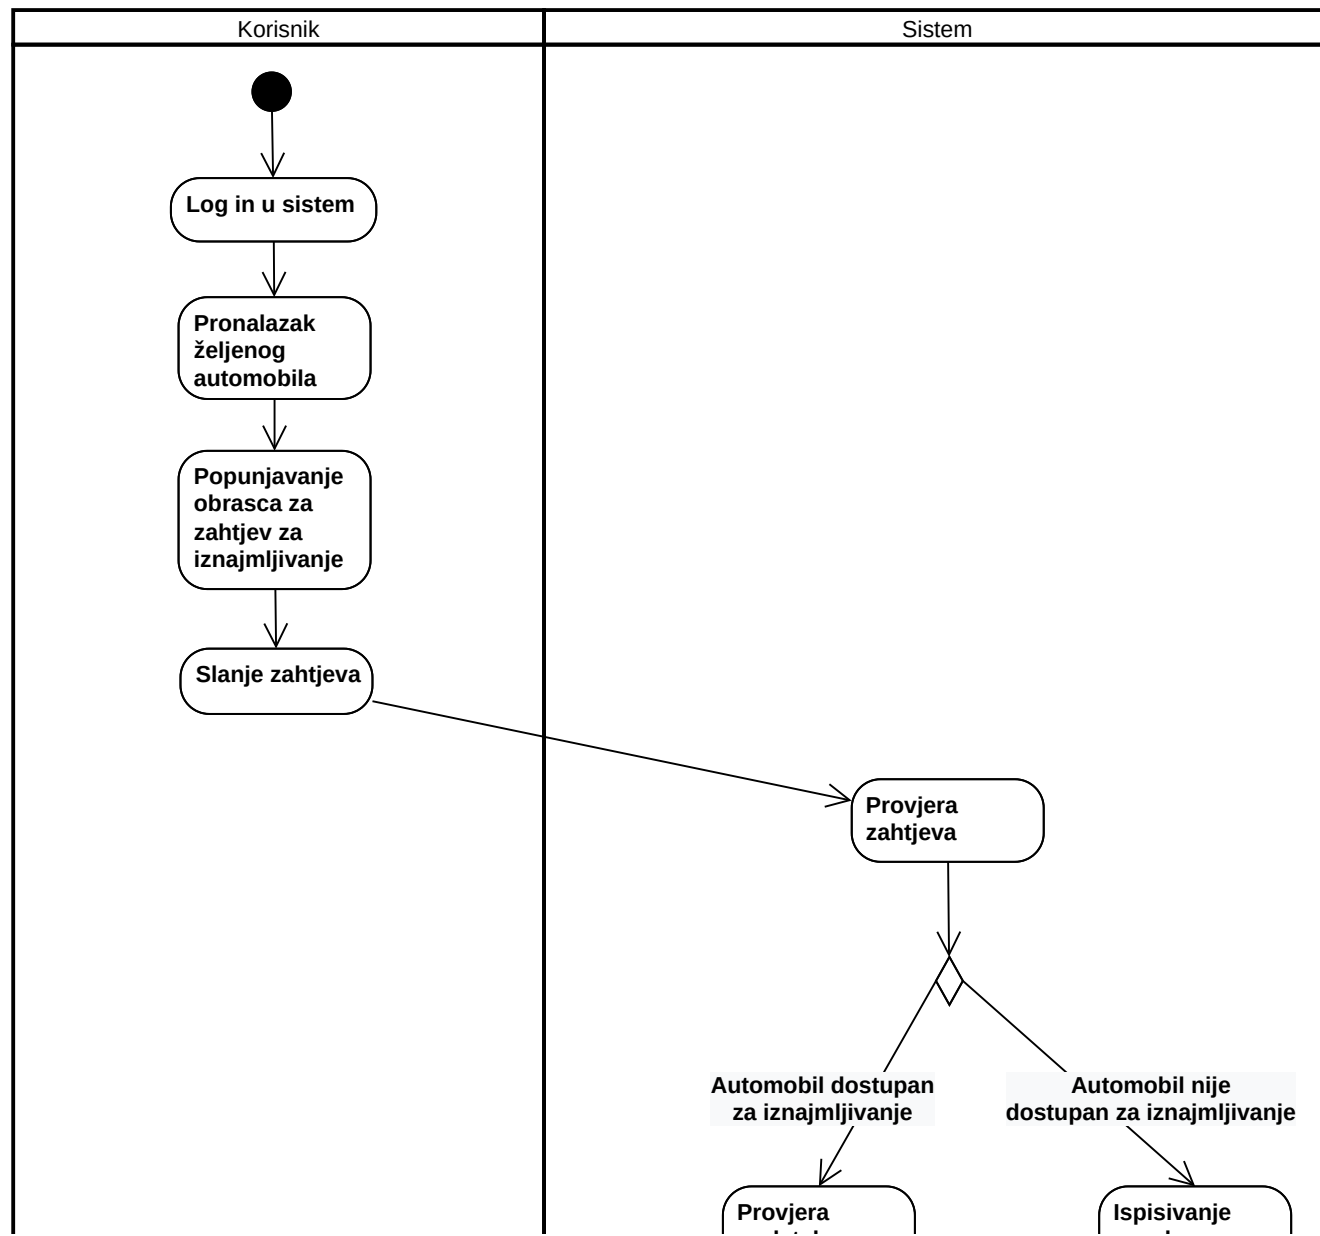 Korisnik
Sistem
Log in u sistem
Pronalazak
željenog
automobila
Popunjavanje
obrasca za
zahtjev za
iznajmljivanje
Slanje zahtjeva
Provjera
zahtjeva
Automobil dostupan
za iznajmljivanje
Automobil nije
dostupan za iznajmljivanje
Provjera
Ispisivanje